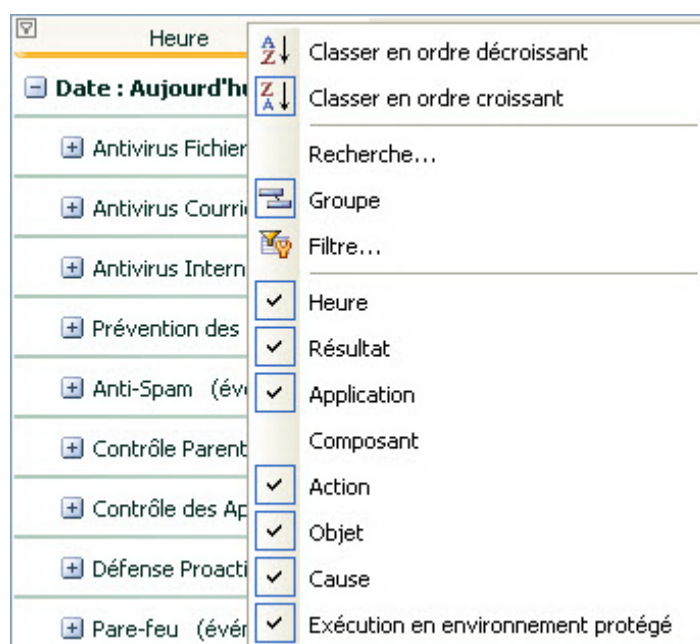 Heure
Date : Aujourd'hu
Antivirus Fichier
Antivirus Courri
Antivirus Intern
Prévention des
Anti-Spam (évé
Contrôle Parent
Contrôle des Ap
Défense Proacti
Pare-feu (évén
Classer en ordre décroissant
Classer en ordre croissant
Recherche...
Groupe
Filtre...
Heure
Résultat
Application
Composant
Action
Objet
Cause
Exécution en environnement protégé